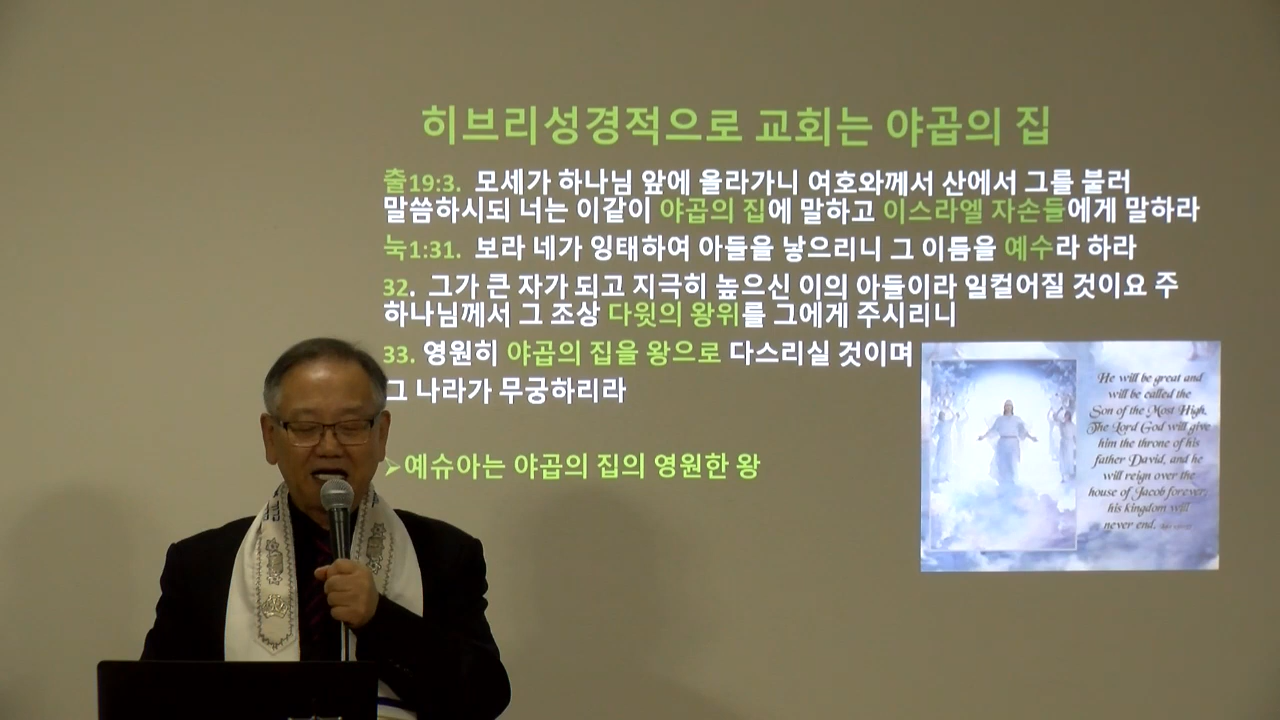 히브리성경적으로 교회는 야곱의 집
출19:3. 모세가 하나님 앞에 올라가니 여호와께서 산에서 그를 불러
말씀하시되 너는 이같이 야곱의 집에 말하고 이스라엘 자손들에게 말하라
눅1:31. 보라 네가 잉태하여 아들을 낳으리니 그 이름을 예수라 하라
32. 그가 큰 자가 되고 지극히 높으신 이의 아들이라 일컬어질 것이요 주
하나님께서 그 조상 다윗의 왕위를 그에게 주시리니
33. 영원히 야곱의 집을 왕으로 다스리실 것이며
그 나라가 무궁하리라
➢예슈아는 야곱의 집의 영원한 왕
He will be great and
will be called the
Son of the Most High.
The Lord God will give
him the throne of his
father David, and he
will reign over the
house of Jacob forever;
his kingdom will
never end.